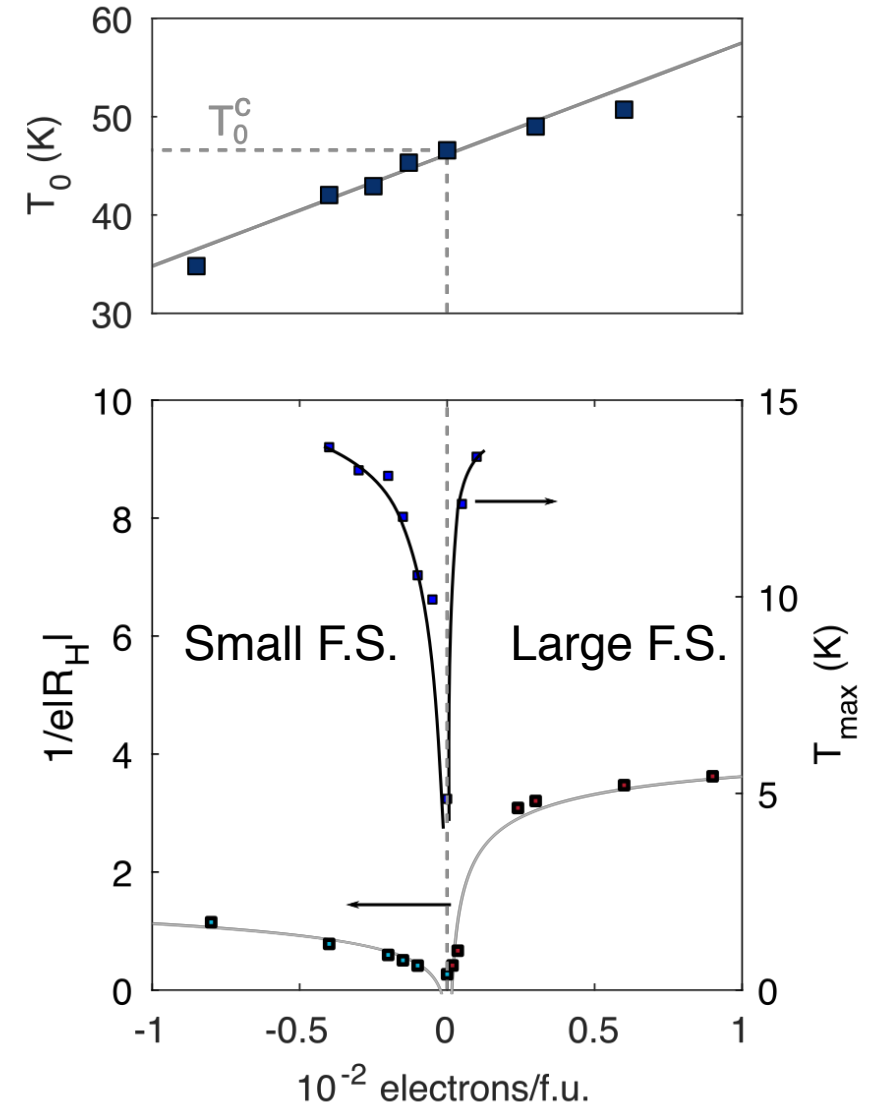 60
50
40
30
T₀ (K)
T₀ᶜ
10
8
6
4
2
0
1/e|R_H|
15
10
5
0
T_max (K)
Small F.S.
Large F.S.
-1 -0.5 0 0.5 1
10⁻² electrons/f.u.